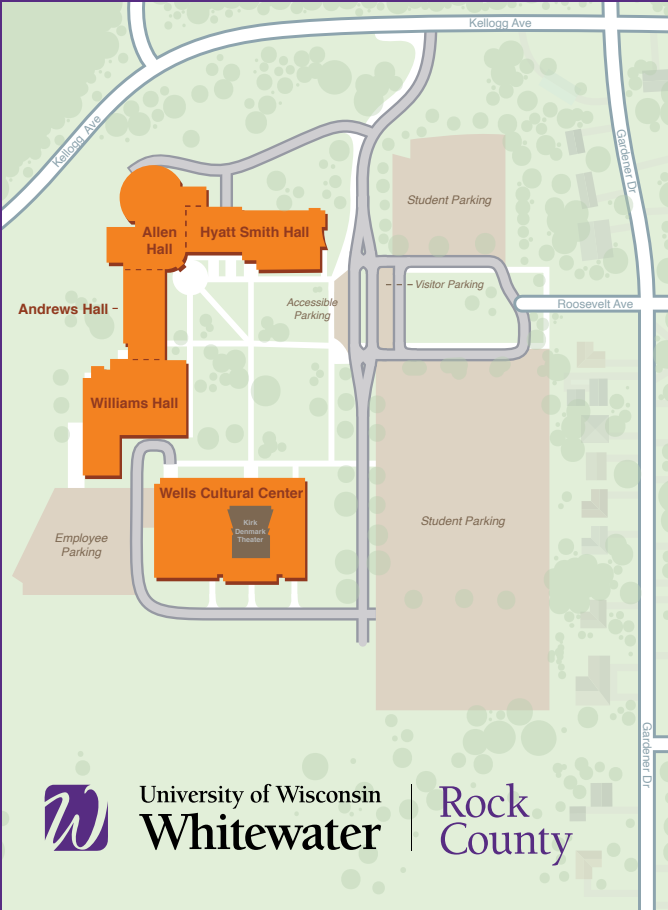 Kellogg Ave
Kellogg Ave
Gardener Dr
Student Parking
Allen
Hall
Hyatt Smith Hall
Visitor Parking
Accessible
Parking
Roosevelt Ave
Andrews Hall
Williams Hall
Wells Cultural Center
Kirk
Denmark
Theater
Student Parking
Employee
Parking
Gardener Dr
W
University of Wisconsin
Whitewater
Rock
County